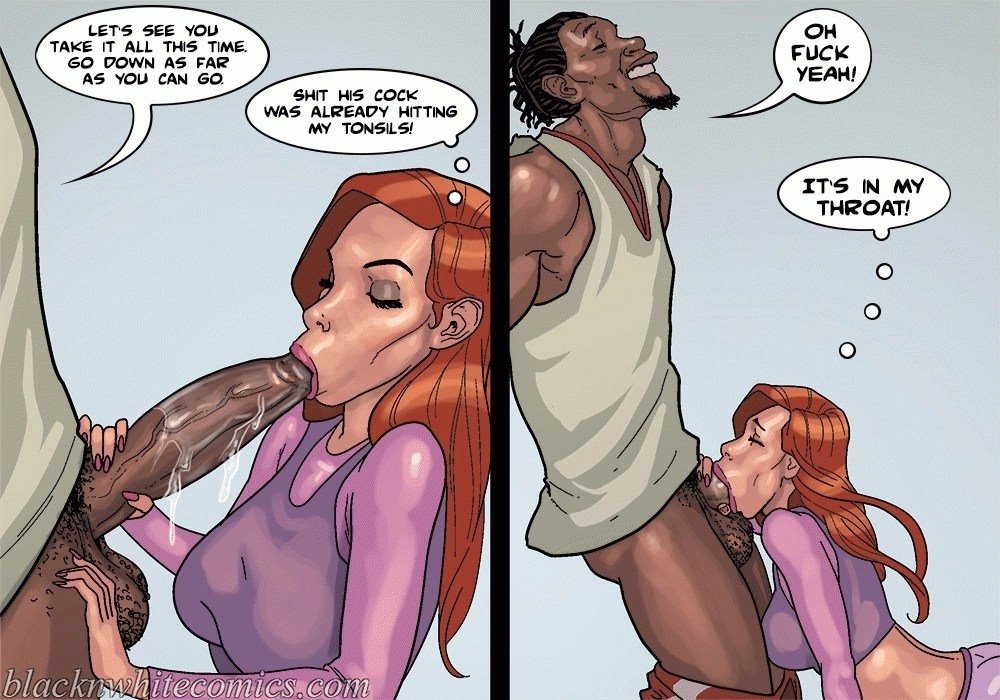 LET'S SEE YOU
TAKE IT ALL THIS TIME.
GO DOWN AS FAR
AS YOU CAN GO.
SHIT HIS COCK
WAS ALREADY HITTING
MY TONSILS!
OH
FUCK
YEAH!
IT'S IN MY
THROAT!
blacknwhitecomics.com